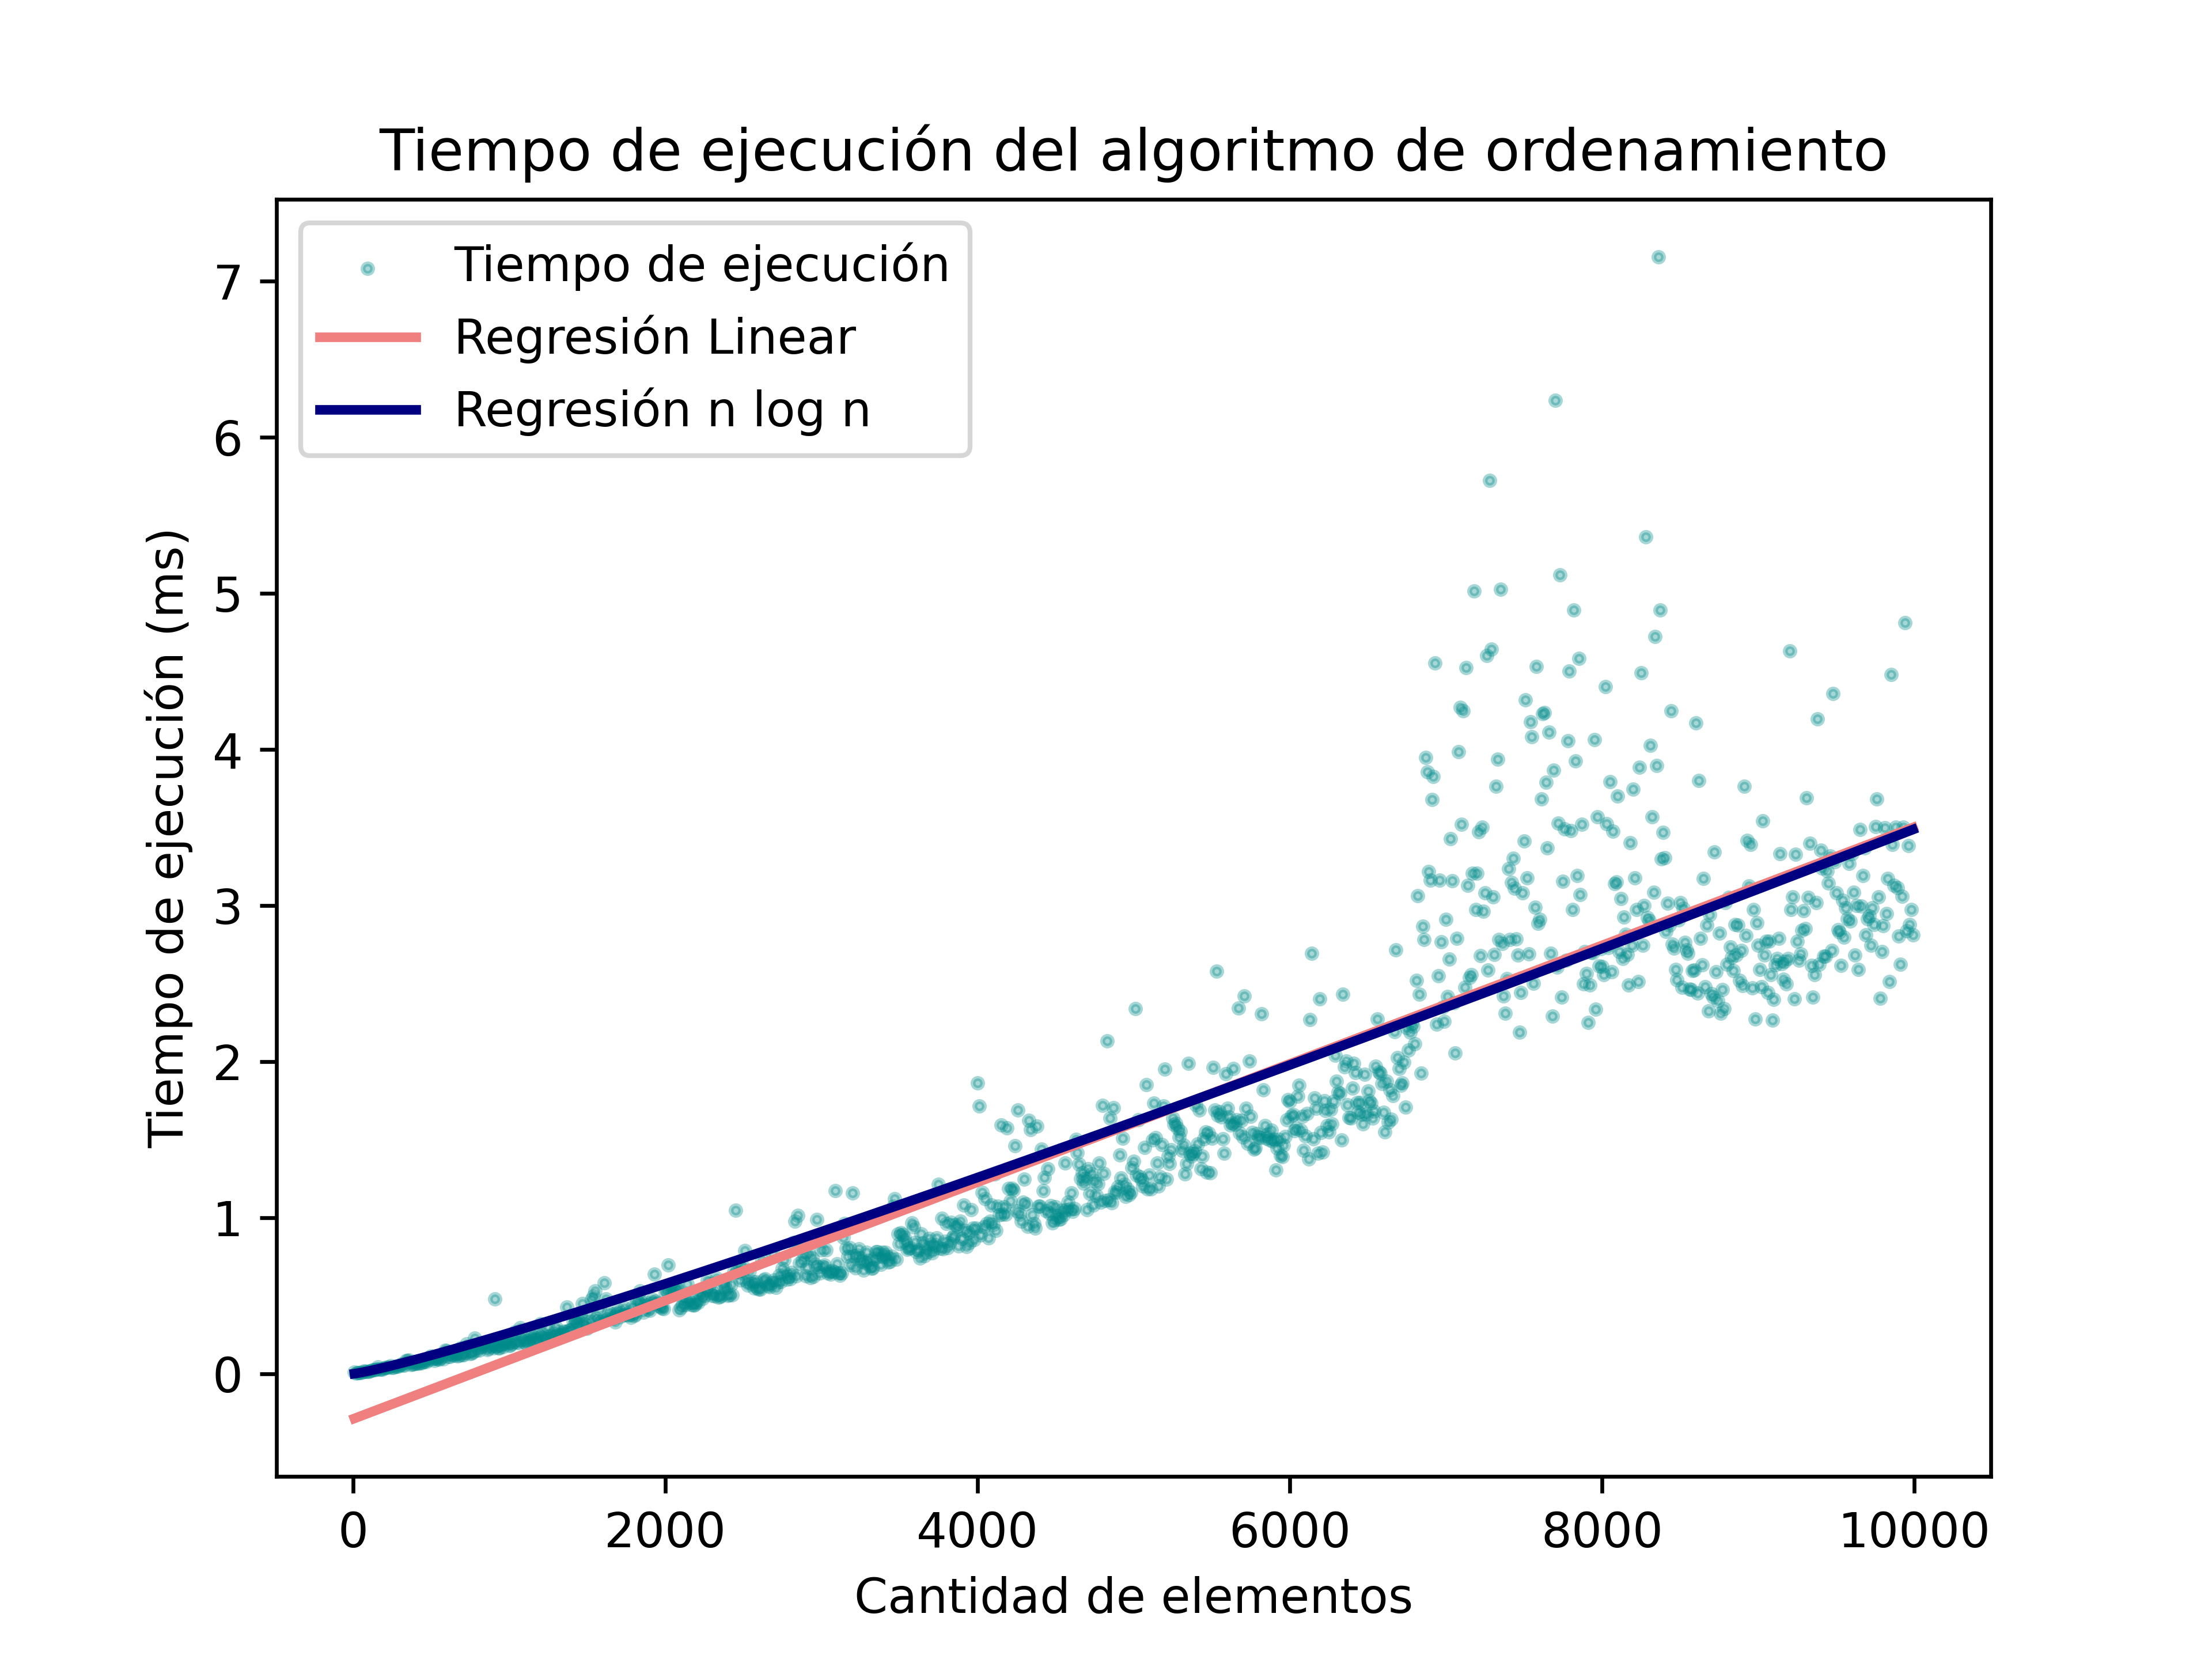 Tiempo de ejecución del algoritmo de ordenamiento
Tiempo de ejecución
Regresión Linear
Regresión n log n
Tiempo de ejecución (ms)
7
6
5
4
3
2
1
0
0 2000 4000 6000 8000 10000
Cantidad de elementos